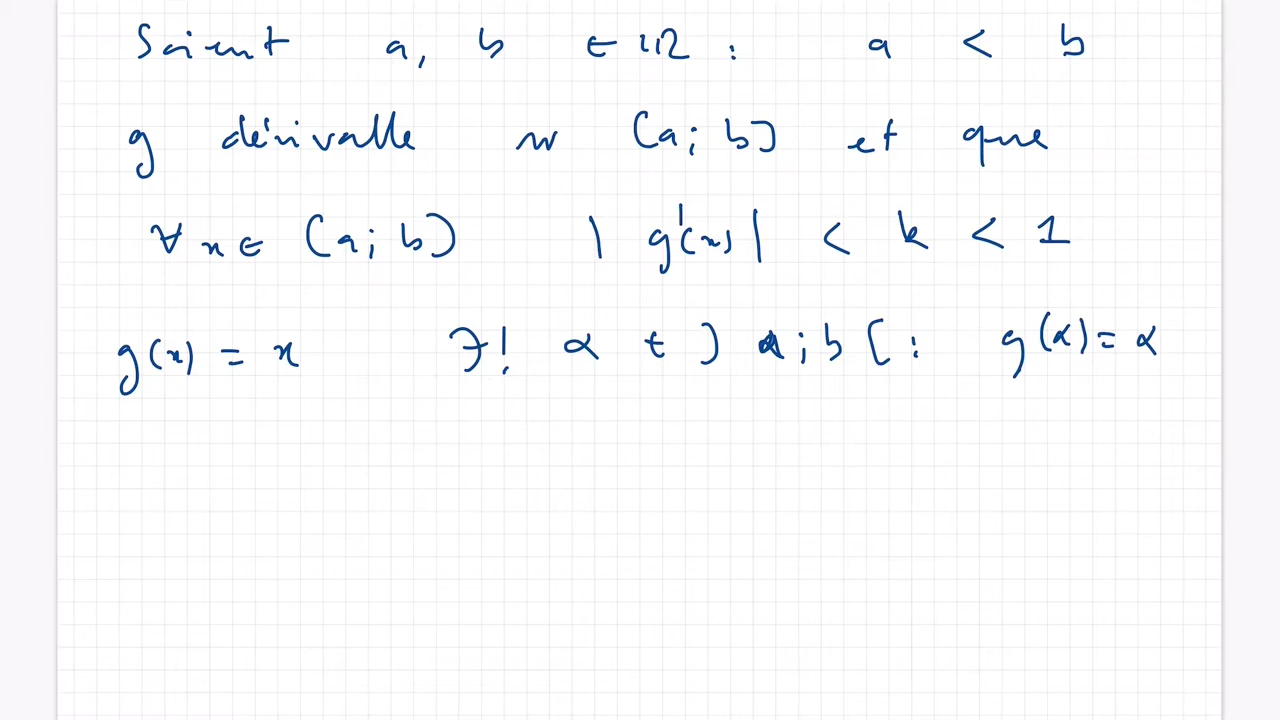 Soient a, b ∈ ℝ : a < b
g dérivable sur [a; b] et que
∀ x ∈ [a; b] | g'(x) | < k < 1
g(x) = x ∃! α ∈ ] a; b [ : g(α) = α